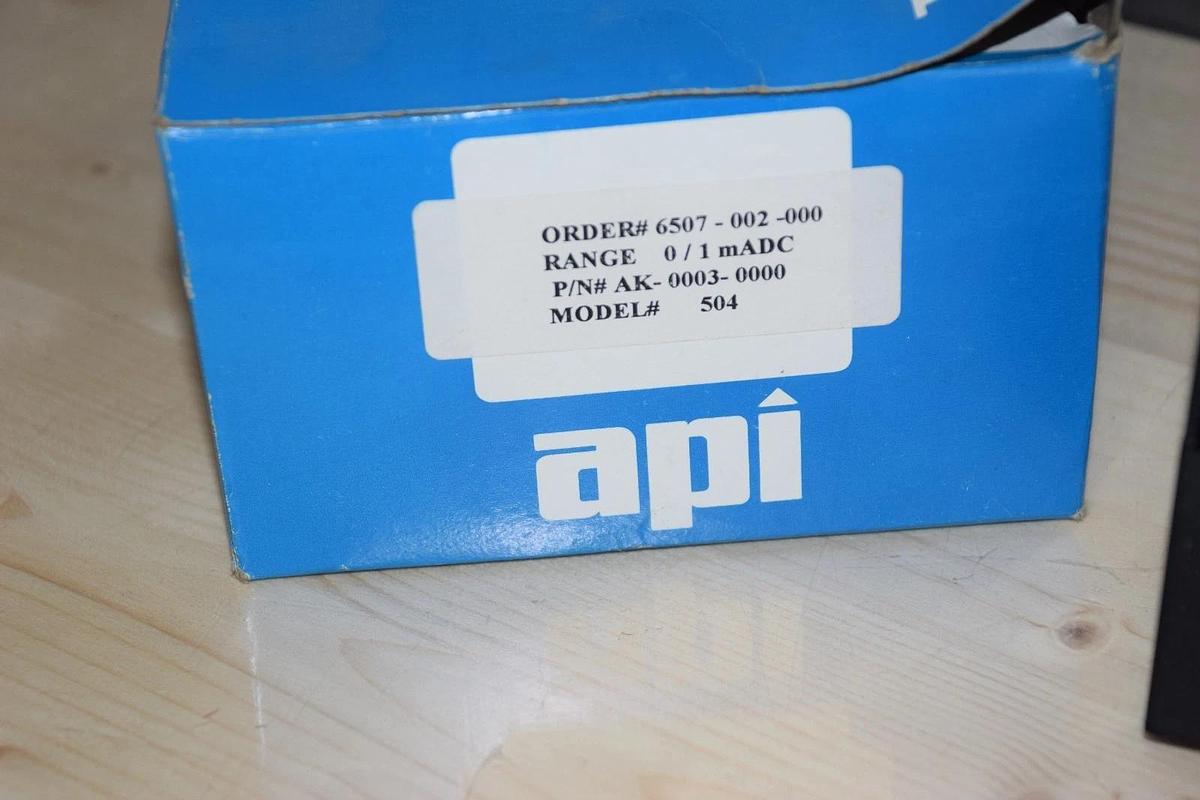 ORDER# 6507 - 002 -000
RANGE 0 / 1 mADC
P/N# AK- 0003- 0000
MODEL# 504
api